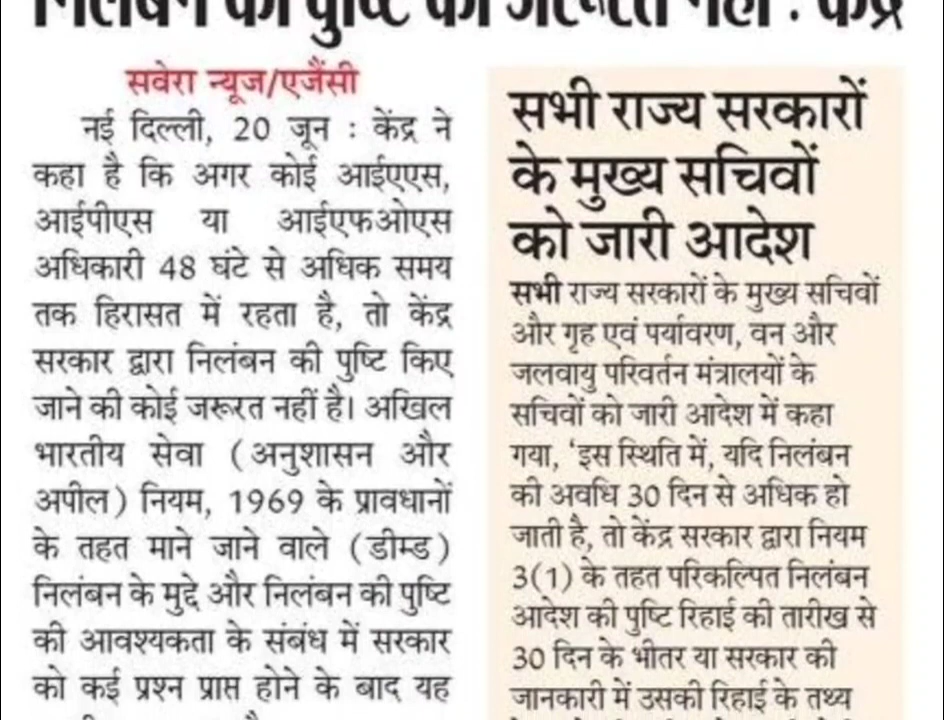 निलंबन की पुष्टि की जरूरत नहीं : केंद्र
सवेरा न्यूज/एजैंसी
नई दिल्ली, 20 जून : केंद्र ने
कहा है कि अगर कोई आईएएस,
आईपीएस या आईएफओएस
अधिकारी 48 घंटे से अधिक समय
तक हिरासत में रहता है, तो केंद्र
सरकार द्वारा निलंबन की पुष्टि किए
जाने की कोई जरूरत नहीं है। अखिल
भारतीय सेवा (अनुशासन और
अपील) नियम, 1969 के प्रावधानों
के तहत माने जाने वाले (डीम्ड)
निलंबन के मुद्दे और निलंबन की पुष्टि
की आवश्यकता के संबंध में सरकार
को कई प्रश्न प्राप्त होने के बाद यह
सभी राज्य सरकारों
के मुख्य सचिवों
को जारी आदेश
सभी राज्य सरकारों के मुख्य सचिवों
और गृह एवं पर्यावरण, वन और
जलवायु परिवर्तन मंत्रालयों के
सचिवों को जारी आदेश में कहा
गया, 'इस स्थिति में, यदि निलंबन
की अवधि 30 दिन से अधिक हो
जाती है, तो केंद्र सरकार द्वारा नियम
3(1) के तहत परिकल्पित निलंबन
आदेश की पुष्टि रिहाई की तारीख से
30 दिन के भीतर या सरकार की
जानकारी में उसकी रिहाई के तथ्य